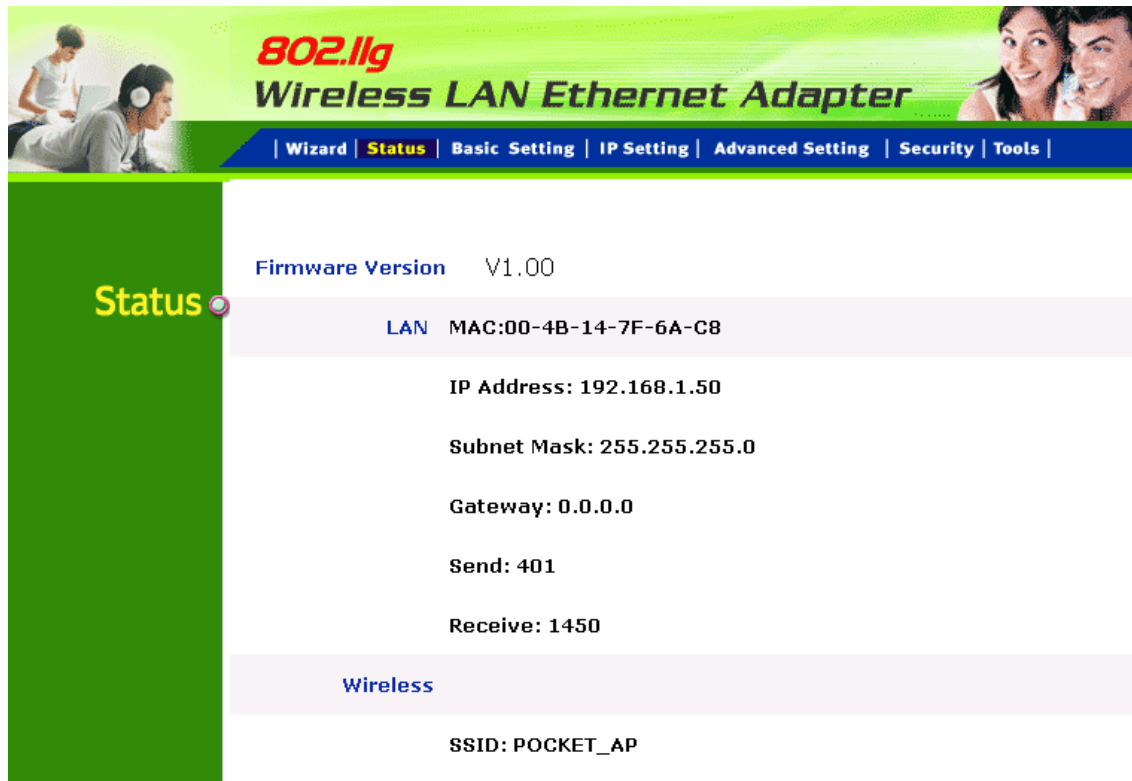 802.11g
Wireless LAN Ethernet Adapter
| Wizard | Status | Basic Setting | IP Setting | Advanced Setting | Security | Tools |
Status
Firmware Version V1.00
LAN MAC:00-4B-14-7F-6A-C8
IP Address: 192.168.1.50
Subnet Mask: 255.255.255.0
Gateway: 0.0.0.0
Send: 401
Receive: 1450
Wireless
SSID: POCKET_AP